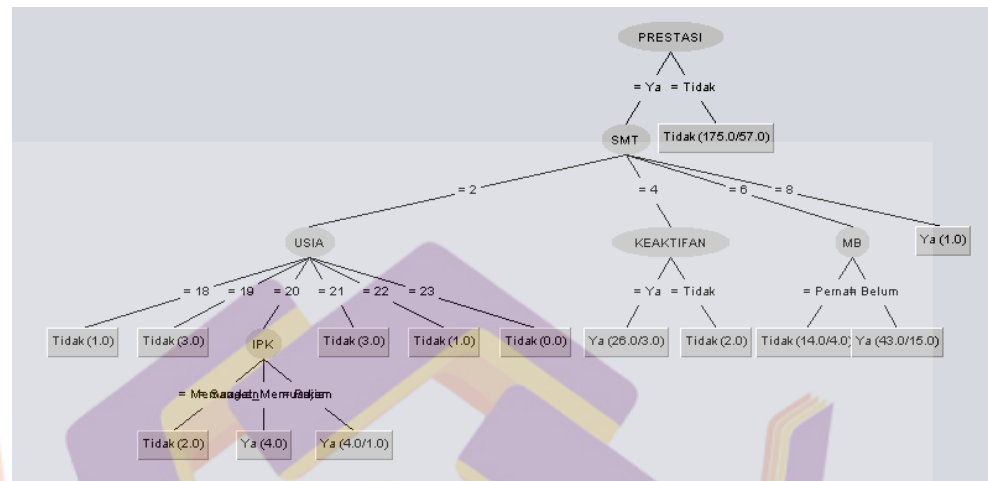 PRESTASI
= Ya = Tidak
SMT Tidak (175.0/57.0)
= 2 = 4 = 6 = 8
USIA KEAKTIFAN MB Ya (1.0)
= 18 = 19 = 20 = 21 = 22 = 23 = Ya = Tidak = Pernah = Belum
Tidak (1.0) Tidak (3.0) IPK Tidak (3.0) Tidak (1.0) Tidak (0.0) Ya (26.0/3.0) Tidak (2.0) Tidak (14.0/4.0) Ya (43.0/15.0)
Tidak (2.0) Ya (4.0) Ya (4.0/1.0)